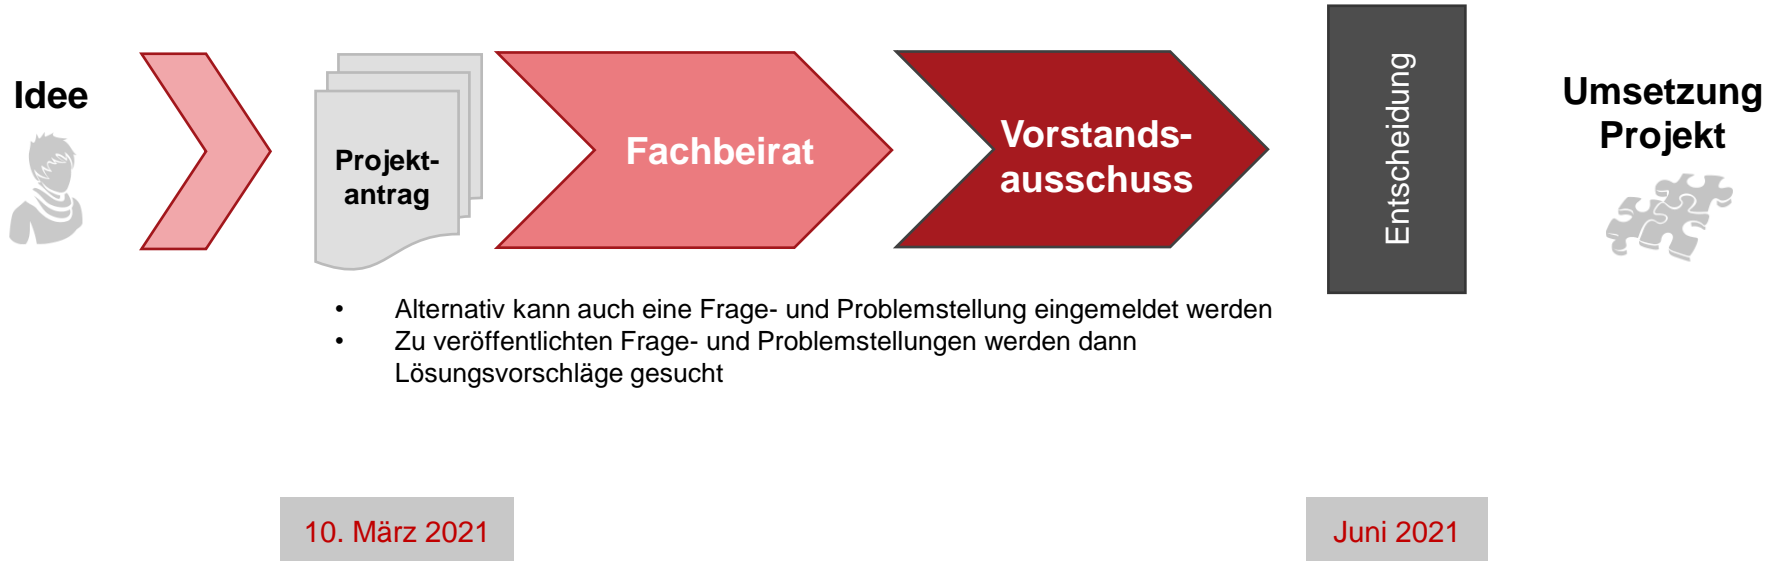 Idee
Projekt-
antrag
Fachbeirat
Vorstands-
ausschuss
Entscheidung
Umsetzung
Projekt
• Alternativ kann auch eine Frage- und Problemstellung eingemeldet werden
• Zu veröffentlichten Frage- und Problemstellungen werden dann
Lösungsvorschläge gesucht
10. März 2021
Juni 2021